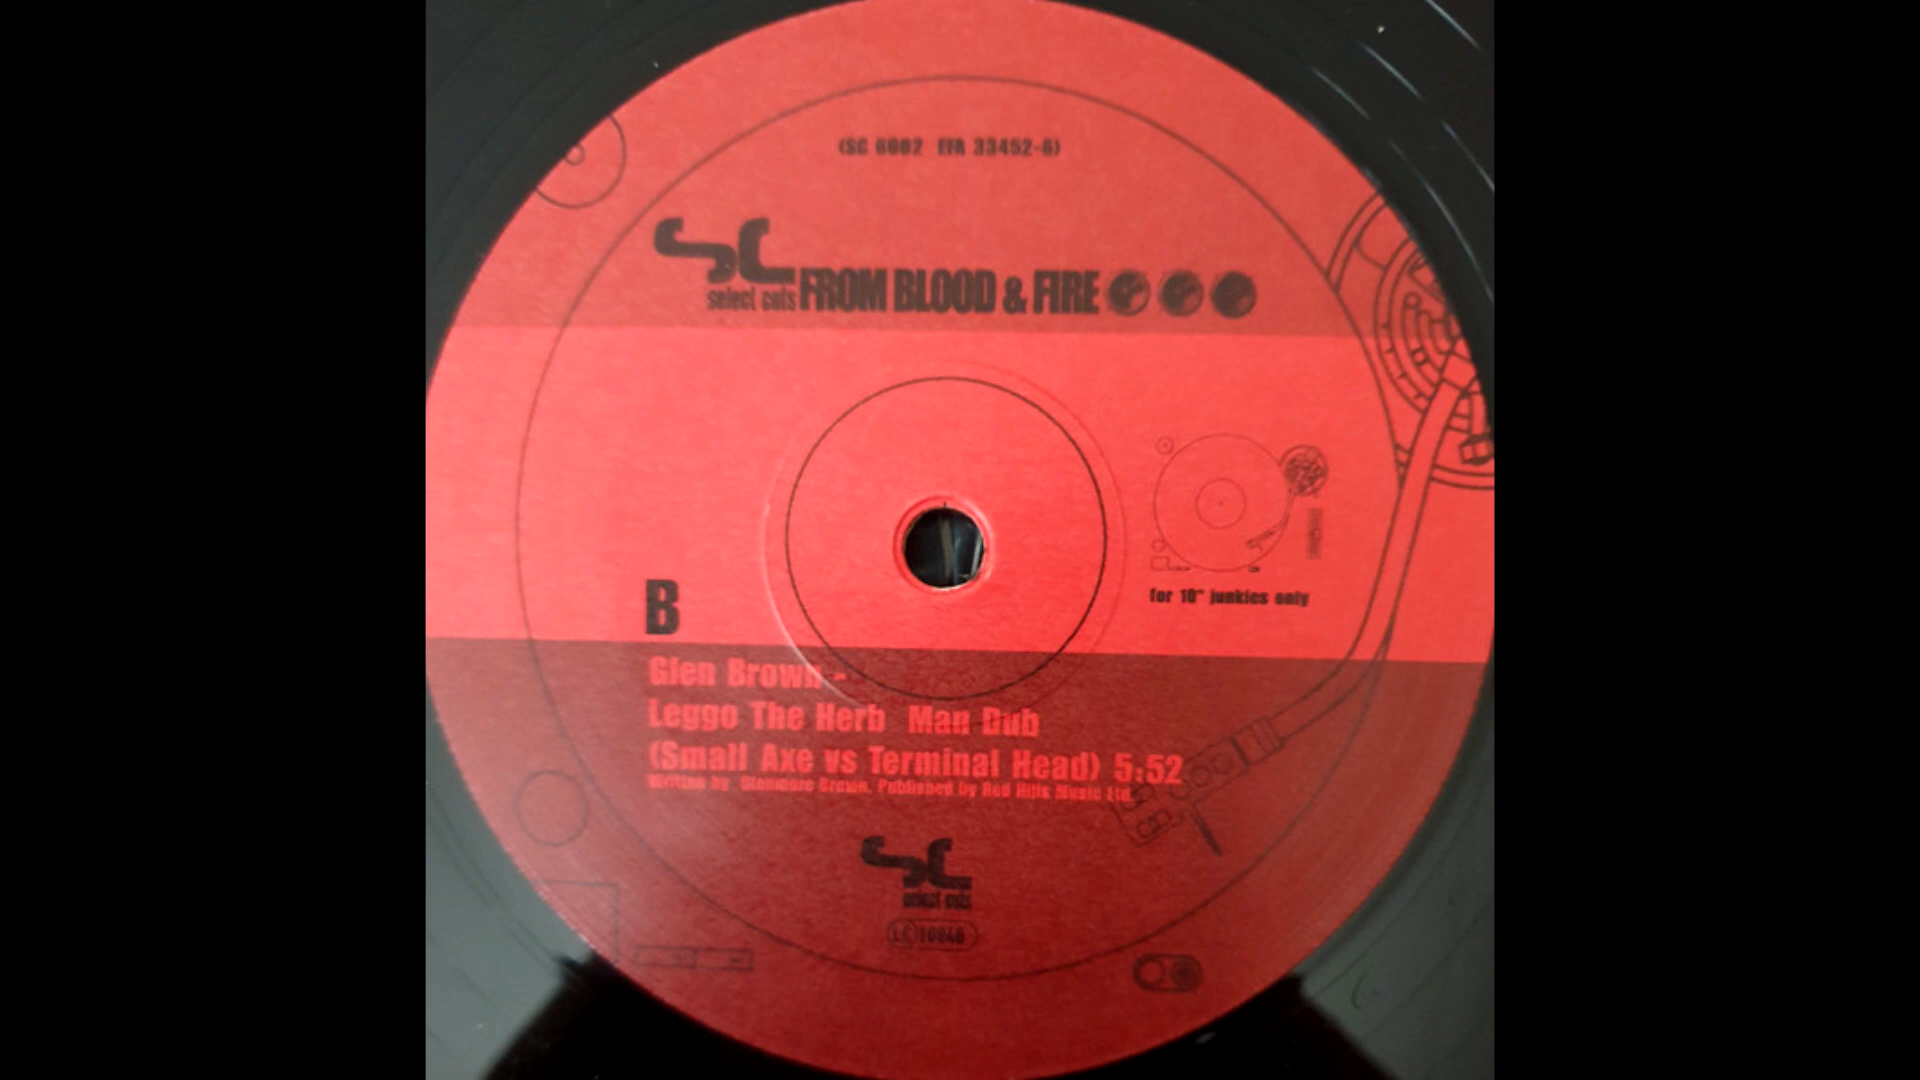 (SC 6002 EFA 33452-6)
SC
select cuts FROM BLOOD & FIRE
for 10" junkies only
B
Glen Brown -
Leggo The Herb Man Dub
(Small Axe vs Terminal Head) 5:52
Written by Glenmore Brown. Published by Red Hills Music Ltd.
SC
select cuts
LC